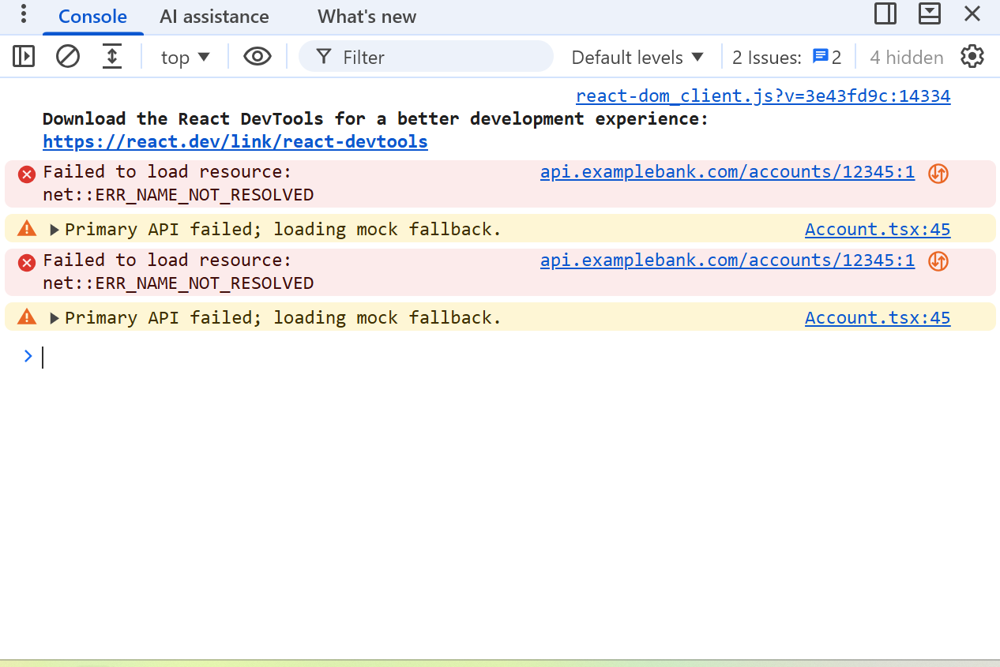 Console AI assistance What's new
top Filter Default levels 2 Issues: 2 4 hidden
react-dom_client.js?v=3e43fd9c:14334
Download the React DevTools for a better development experience:
https://react.dev/link/react-devtools
Failed to load resource: api.examplebank.com/accounts/12345:1
net::ERR_NAME_NOT_RESOLVED
Primary API failed; loading mock fallback. Account.tsx:45
Failed to load resource: api.examplebank.com/accounts/12345:1
net::ERR_NAME_NOT_RESOLVED
Primary API failed; loading mock fallback. Account.tsx:45